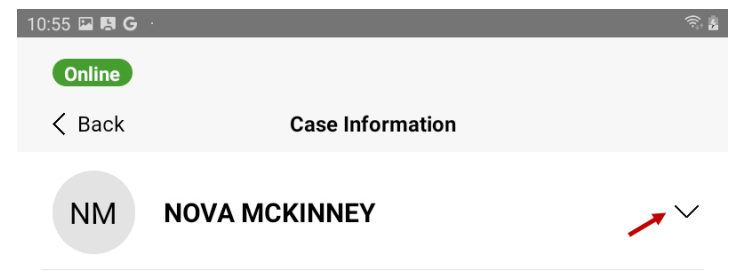 10:55 G
Online
Back
Case Information
NM
NOVA MCKINNEY